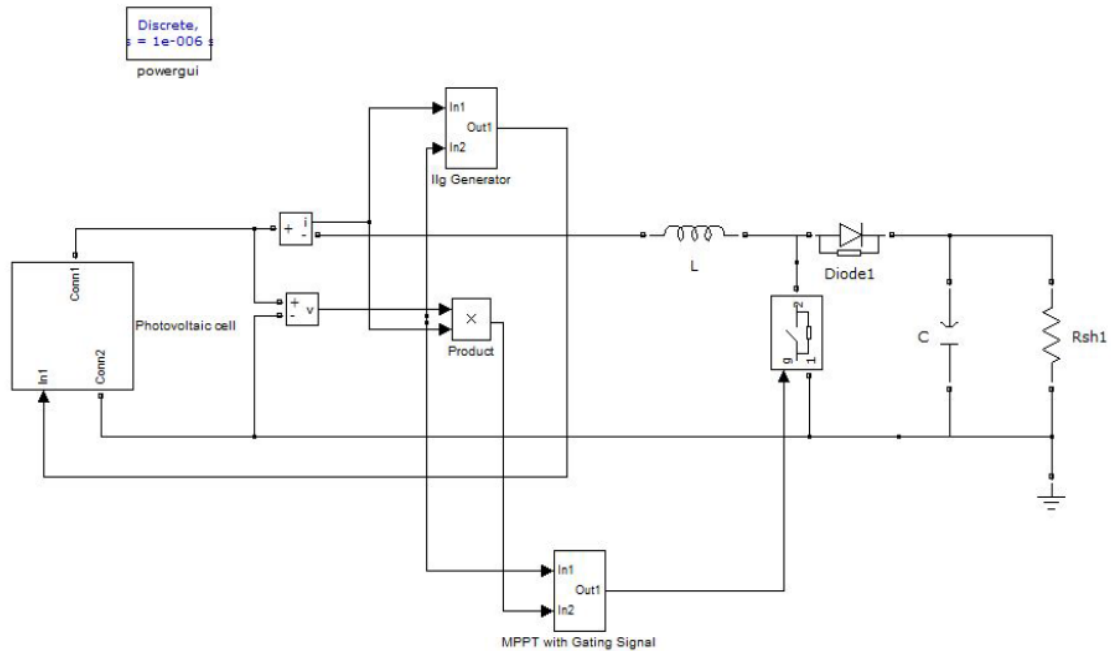 Discrete,
s = 1e-006 s
powergui
In1
Out1
In2
IIg Generator
+ i
-
L
Diode1
Conn1
Photovoltaic cell
+ v
-
×
Product
2
g
1
C
Rsh1
In1
Conn2
In1
Out1
In2
MPPT with Gating Signal